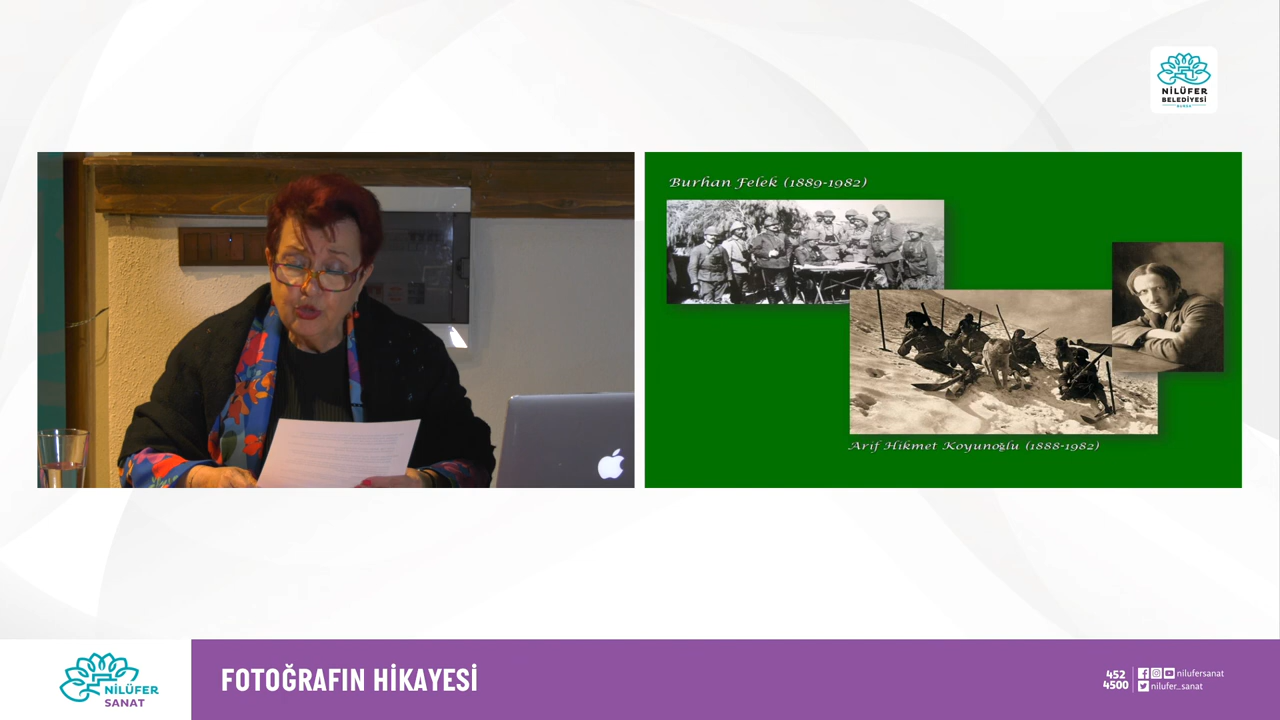 NİLÜFER
BELEDİYESİ
BURSA
Burhan Felek (1889-1982)
Arif Hikmet Koyunoğlu (1888-1982)
NİLÜFER
SANAT
FOTOĞRAFIN HİKAYESİ
452
4500
nilufersanat
nilufer_sanat